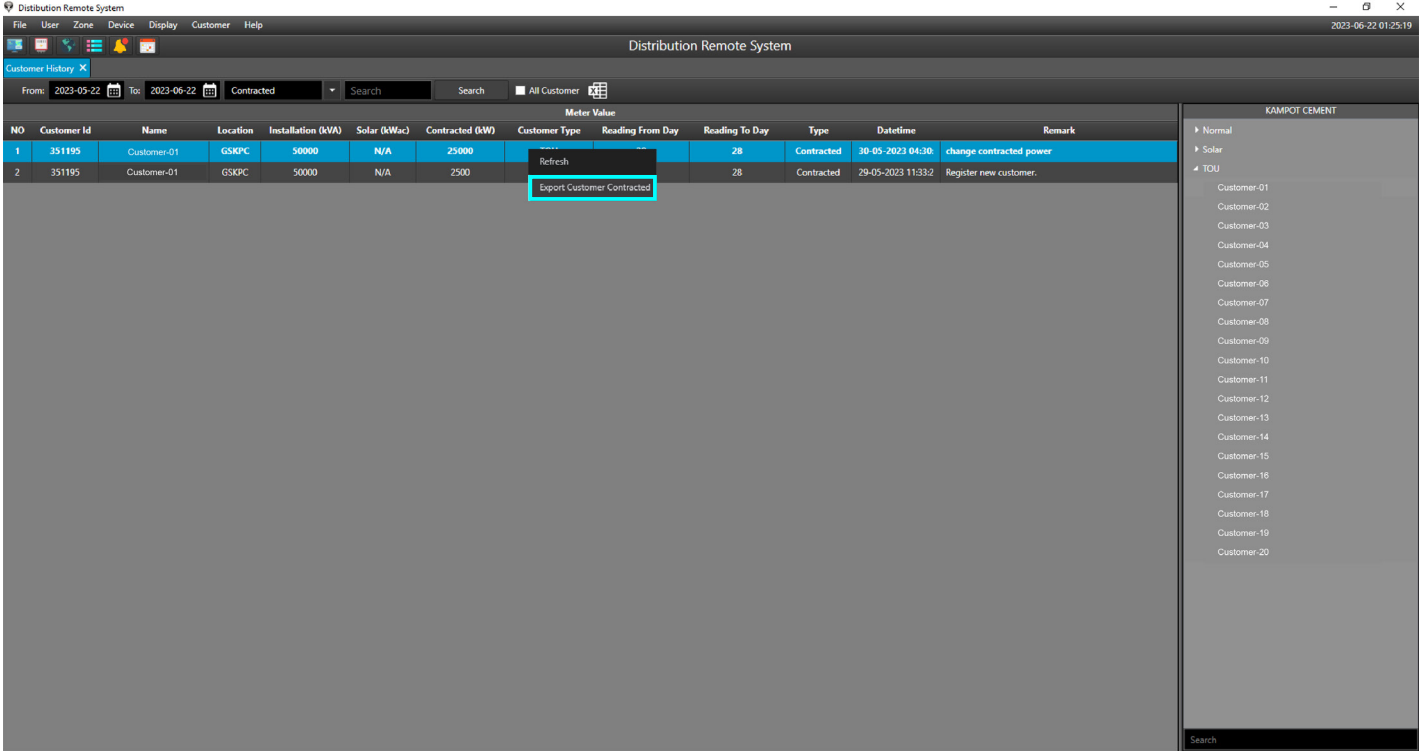 Distibution Remote System
File User Zone Device Display Customer Help 2023-06-22 01:25:19
Distribution Remote System
Customer History X
From: 2023-05-22 To: 2023-06-22 Contracted Search Search All Customer
Meter Value
NO Customer Id Name Location Installation (kVA) Solar (kWac) Contracted (kW) Customer Type Reading From Day Reading To Day Type Datetime Remark
1 351195 Customer-01 GSKPC 50000 N/A 25000 28 Contracted 30-05-2023 04:30: change contracted power
2 351195 Customer-01 GSKPC 50000 N/A 2500 28 Contracted 29-05-2023 11:33:2 Register new customer.
Refresh
Export Customer Contracted
KAMPOT CEMENT
Normal
Solar
TOU
Customer-01
Customer-02
Customer-03
Customer-04
Customer-05
Customer-06
Customer-07
Customer-08
Customer-09
Customer-10
Customer-11
Customer-12
Customer-13
Customer-14
Customer-15
Customer-16
Customer-17
Customer-18
Customer-19
Customer-20
Search